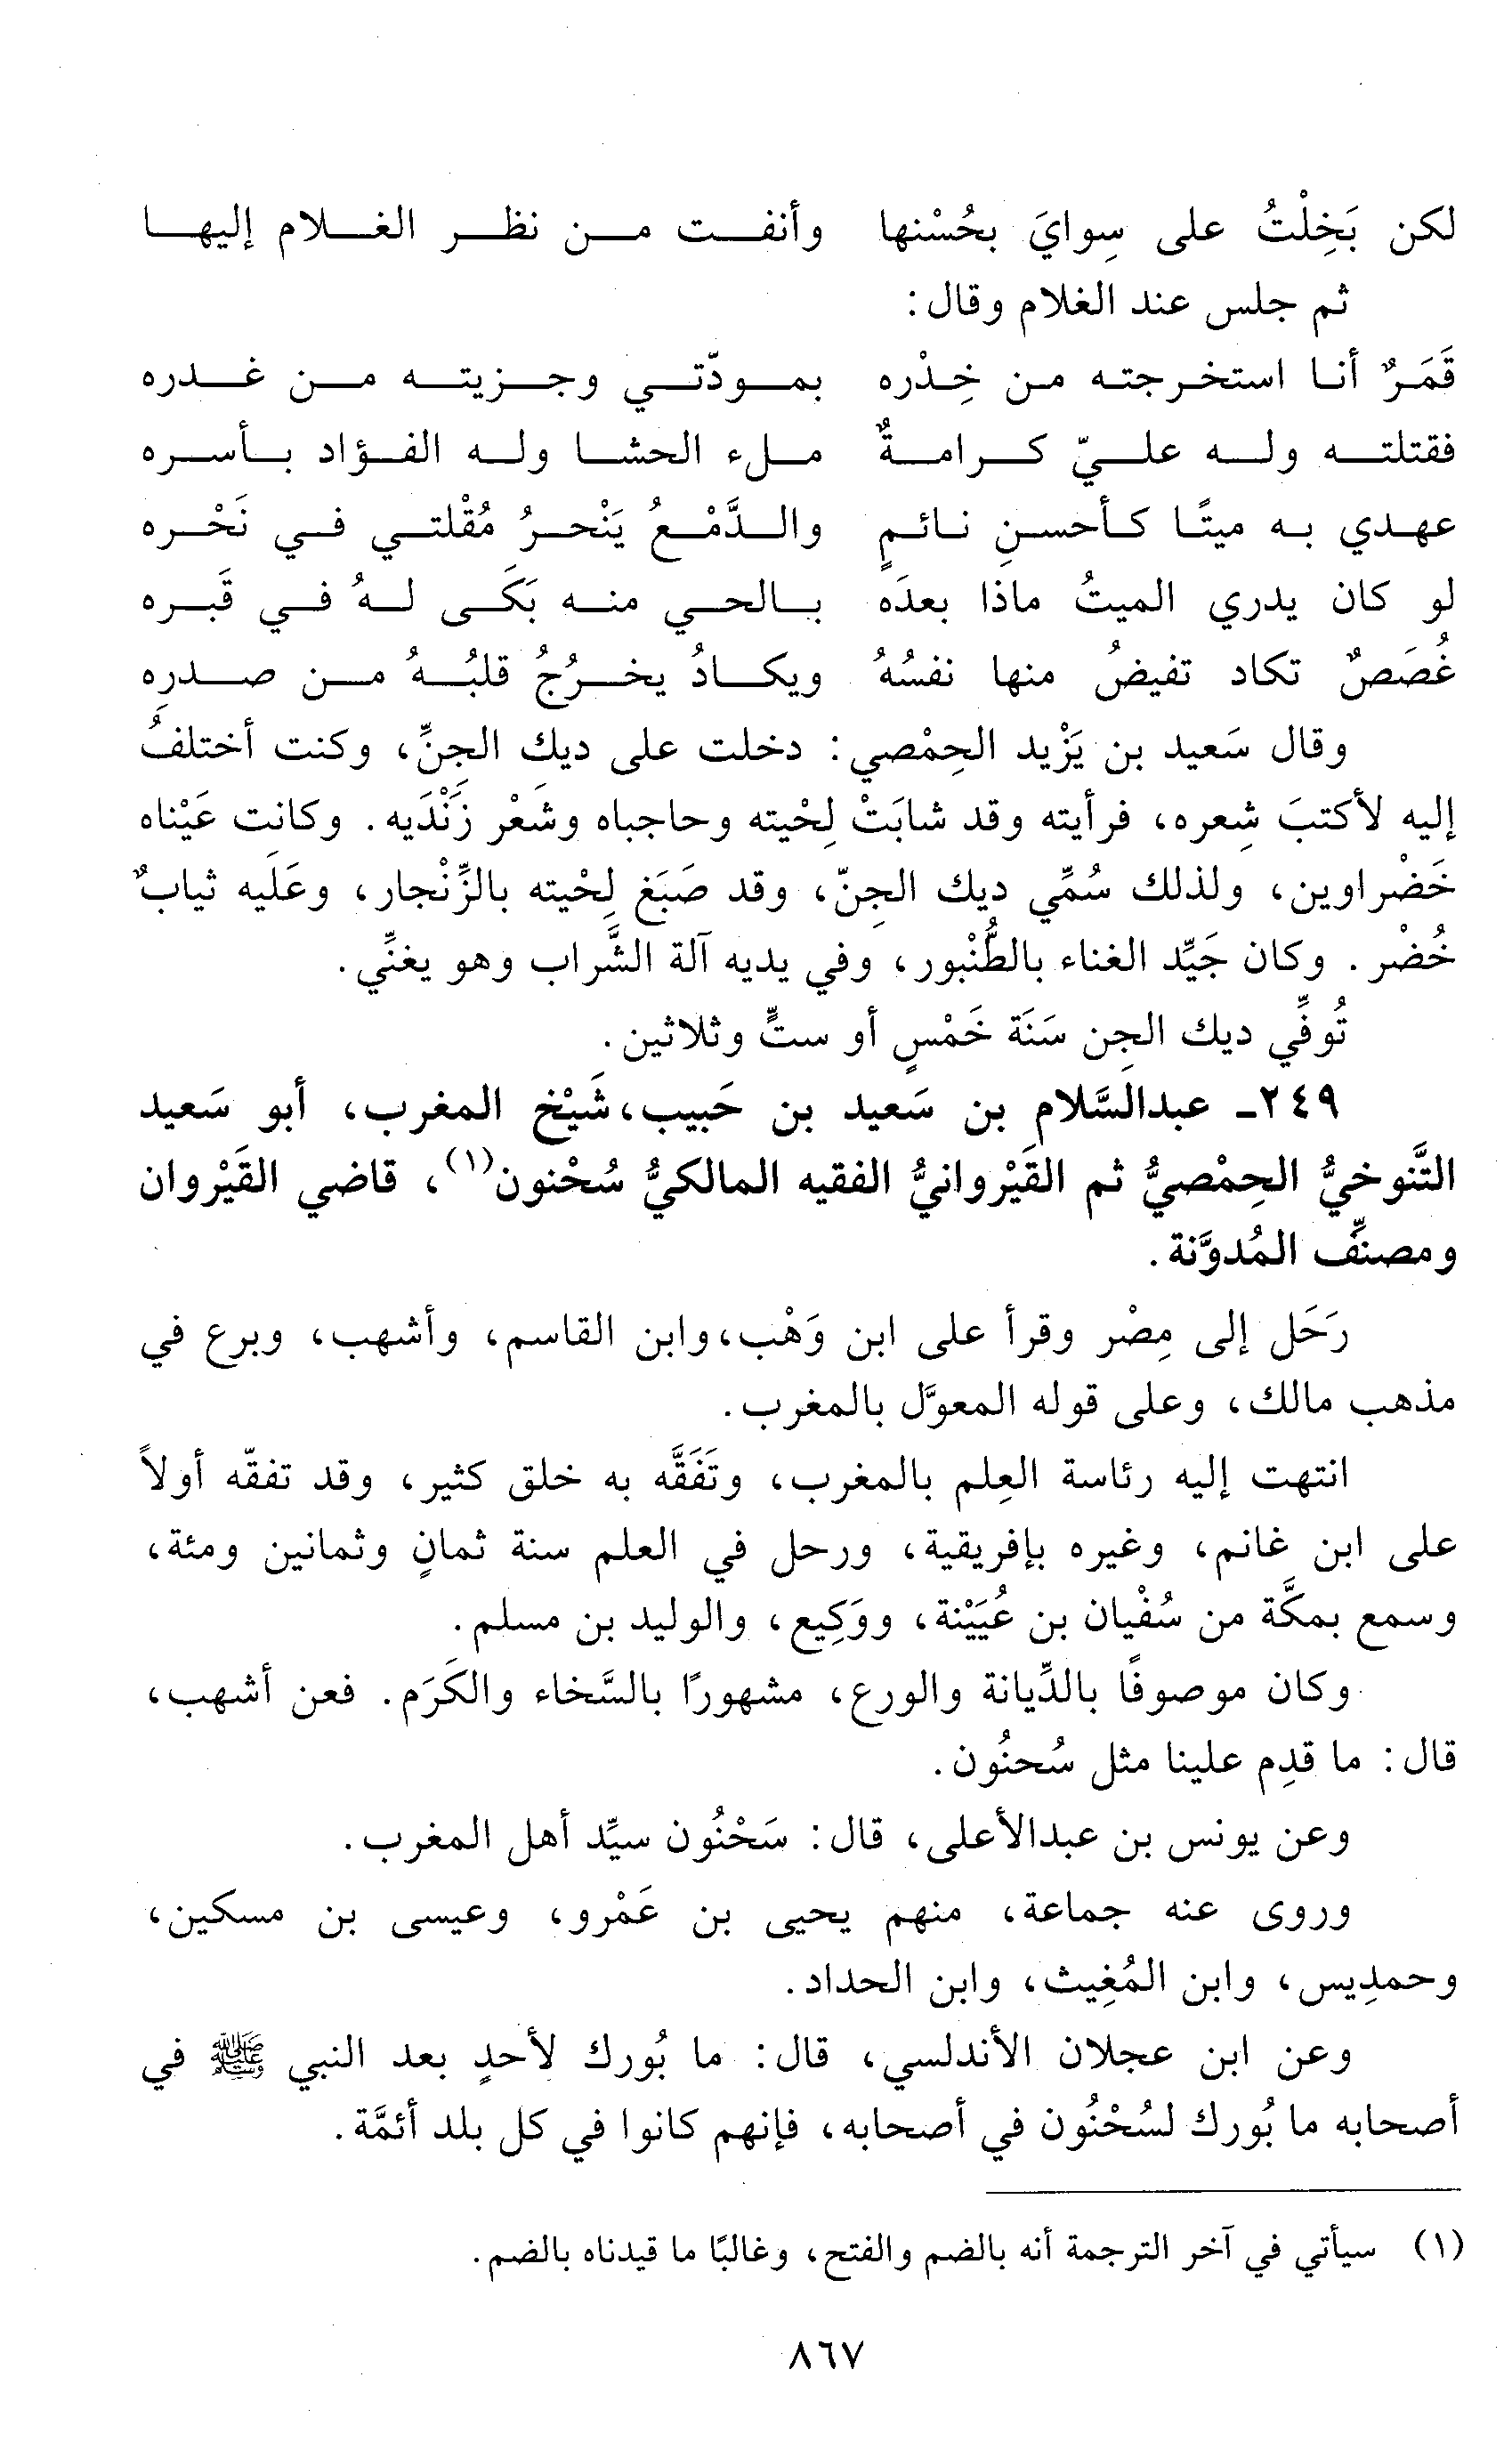 لكن بَخِلْتُ على سِوايَ بحُسْنها وأنفت من نظر الغلام إليها
ثم جلس عند الغلام وقال:
قَمَرٌ أنا استخرجته من خِذْره بمودّتي وجزيته من غدره
فقتلته وله عليّ كرامةٌ ملء الحشا وله الفؤاد بأسره
عهدي به ميتًا كأحسنِ نائمٍ والدَّمْعُ يَنْحرُ مُقْلتي في نَحْره
لو كان يدري الميتُ ماذا بعدَه بالحي منه بَكَى لهُ في قَبره
غُصَصٌ تكاد تفيضُ منها نفسُهُ ويكادُ يخرُجُ قلبُهُ من صدرِه
وقال سَعيد بن يَزْيد الحِمْصي: دخلت على ديك الجنِّ، وكنت أختلفُ
إليه لأكتبَ شِعره، فرأيته وقد شابَتْ لِحْيته وحاجباه وشَعْر زَنْدَيه. وكانت عَيْناه
خَضْراوين، ولذلك سُمِّي ديك الجِنّ، وقد صَبَغ لِحْيته بالزِّنْجار، وعَلَيه ثيابٌ
خُضْر. وكان جَيِّد الغناء بالطُّنْبور، وفي يديه آلة الشَّراب وهو يغنِّي.
تُوفِّي ديك الجِن سَنَة خَمْسٍ أو ستٍّ وثلاثين.
٢٤٩ـ عبدالسَّلام بن سَعيد بن حَبيب، شَيْخ المغرب، أبو سَعيد
التَّنوخيُّ الحِمْصيُّ ثم القَيْروانيُّ الفقيه المالكيُّ سُحْنون(١)، قاضي القَيْروان
ومصنِّف المُدوَّنة.
رَحَل إلى مِصْر وقرأ على ابن وَهْب، وابن القاسم، وأشهب، وبرع في
مذهب مالك، وعلى قوله المعوَّل بالمغرب.
انتهت إليه رئاسة العِلم بالمغرب، وتَفَقَّه به خلق كثير، وقد تفقّه أولاً
على ابن غانم، وغيره بإفريقية، ورحل في العلم سنة ثمانٍ وثمانين ومئة،
وسمع بمكَّة من سُفْيان بن عُيَيْنة، ووَكِيع، والوليد بن مسلم.
وكان موصوفًا بالدِّيانة والورع، مشهورًا بالسَّخاء والكَرَم. فعن أشهب،
قال: ما قدِم علينا مثل سُحنُون.
وعن يونس بن عبدالأعلى، قال: سَحْنُون سيِّد أهل المغرب.
وروى عنه جماعة، منهم يحيى بن عَمْرو، وعيسى بن مسكين،
وحمدِيس، وابن المُغِيث، وابن الحداد.
وعن ابن عجلان الأندلسي، قال: ما بُورك لأحدٍ بعد النبي ﷺ في
أصحابه ما بُورك لسُحْنُون في أصحابه، فإنهم كانوا في كل بلد أئمَّة.
(١) سيأتي في آخر الترجمة أنه بالضم والفتح، وغالبًا ما قيدناه بالضم.
٨٦٧